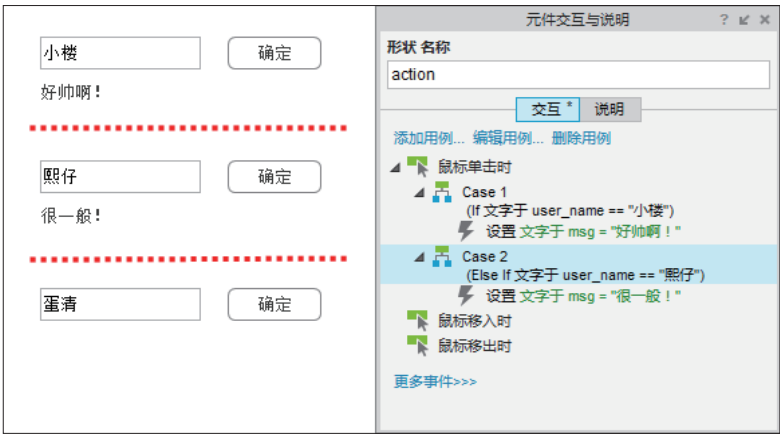 小楼
确定
好帅啊！
熙仔
确定
很一般！
蛋清
确定
元件交互与说明
?
形状 名称
action
交互 *
说明
添加用例... 编辑用例... 删除用例
鼠标单击时
Case 1
(If 文字于 user_name == "小楼")
设置 文字于 msg = "好帅啊！"
Case 2
(Else If 文字于 user_name == "熙仔")
设置 文字于 msg = "很一般！"
鼠标移入时
鼠标移出时
更多事件>>>